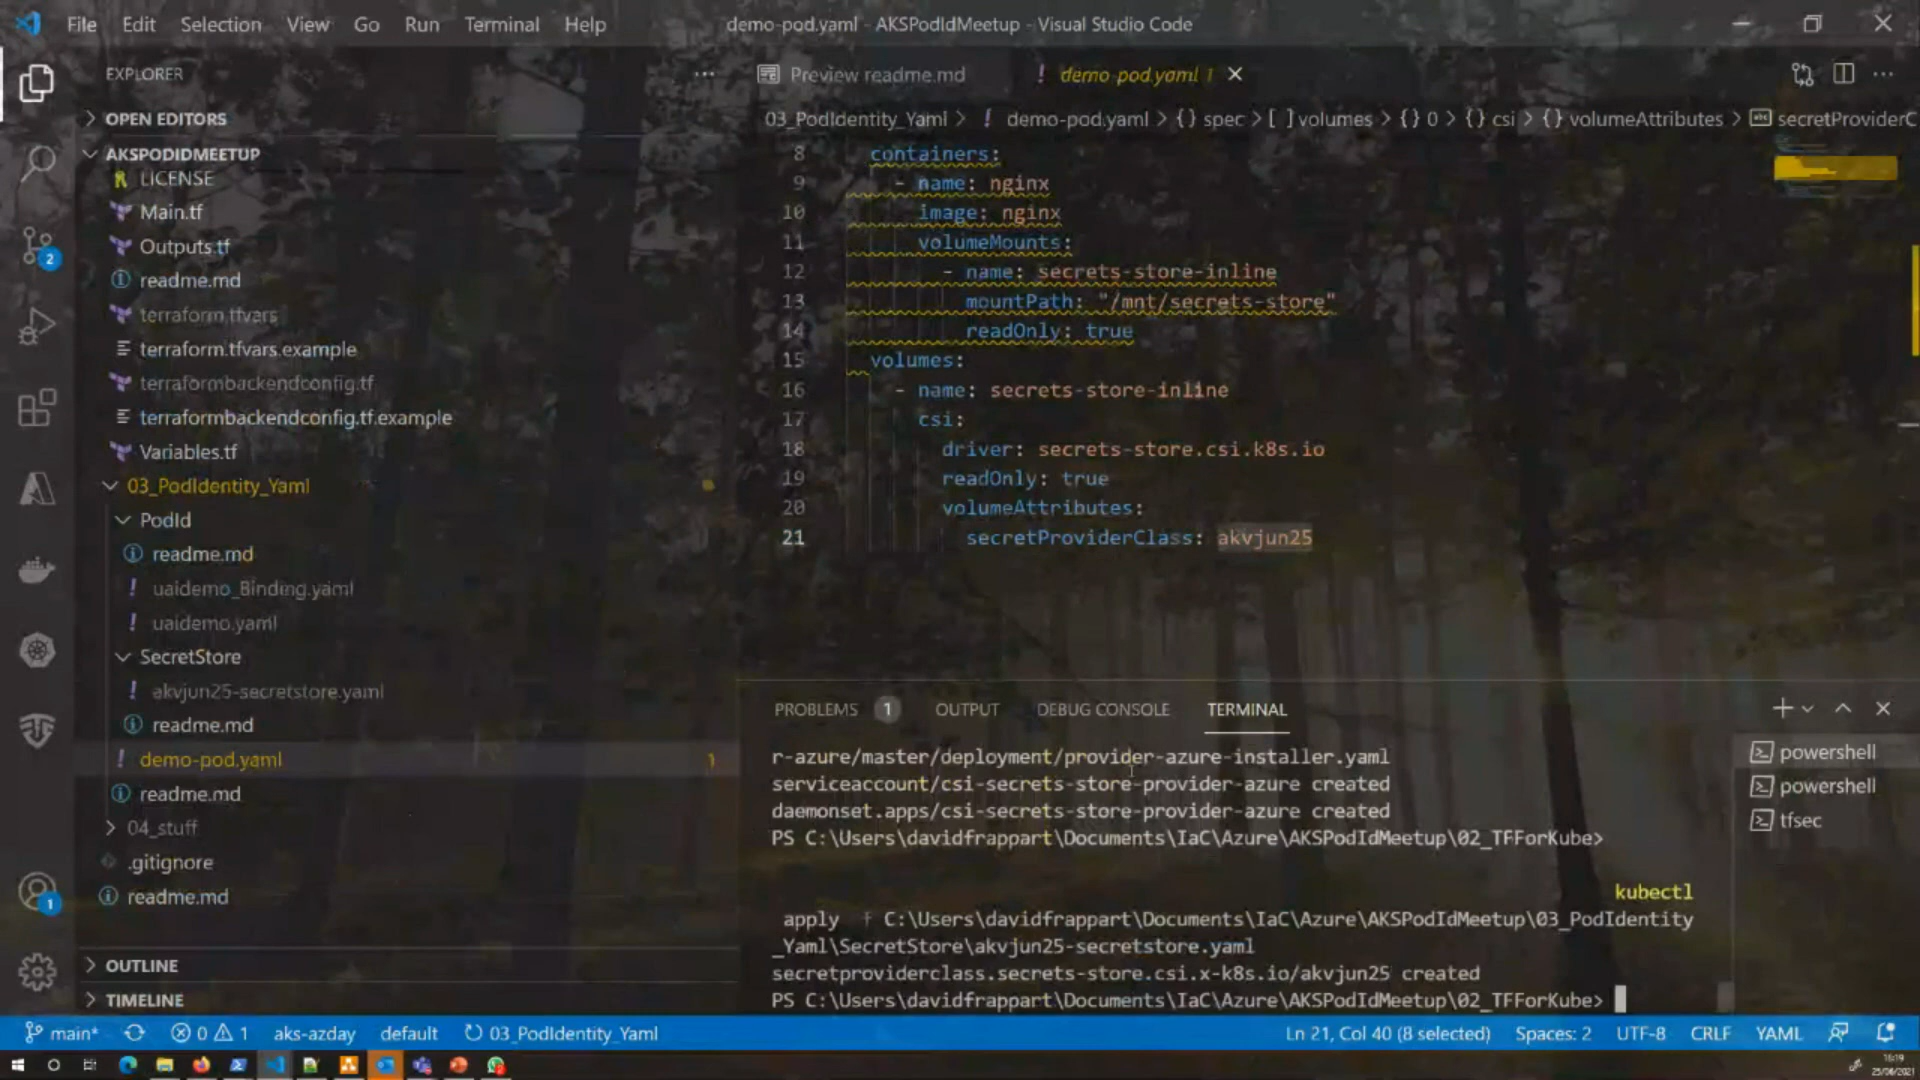 File Edit Selection View Go Run Terminal Help
demo-pod.yaml - AKSPodIdMeetup - Visual Studio Code
EXPLORER
OPEN EDITORS
AKSPODIDMEETUP
LICENSE
Main.tf
Outputs.tf
readme.md
terraform.tfvars
terraform.tfvars.example
terraformbackendconfig.tf
terraformbackendconfig.tf.example
Variables.tf
03_PodIdentity_Yaml
PodId
readme.md
uaidemo_Binding.yaml
uaidemo.yaml
SecretStore
akvjun25-secretstore.yaml
readme.md
demo-pod.yaml 1
readme.md
04_stuff
.gitignore
readme.md
OUTLINE
TIMELINE
2
1
Preview readme.md
demo-pod.yaml 1
03_PodIdentity_Yaml > ! demo-pod.yaml > {} spec > [ ] volumes > {} 0 > {} csi > {} volumeAttributes > secretProviderC
8 containers:
9 - name: nginx
10 image: nginx
11 volumeMounts:
12 - name: secrets-store-inline
13 mountPath: "/mnt/secrets-store"
14 readOnly: true
15 volumes:
16 - name: secrets-store-inline
17 csi:
18 driver: secrets-store.csi.k8s.io
19 readOnly: true
20 volumeAttributes:
21 secretProviderClass: akvjun25
PROBLEMS 1 OUTPUT DEBUG CONSOLE TERMINAL
r-azure/master/deployment/provider-azure-installer.yaml
serviceaccount/csi-secrets-store-provider-azure created
daemonset.apps/csi-secrets-store-provider-azure created
PS C:\Users\davidfrappart\Documents\IaC\Azure\AKSPodIdMeetup\02_TFForKube>
kubectl
apply f C:\Users\davidfrappart\Documents\IaC\Azure\AKSPodIdMeetup\03_PodIdentity
_Yaml\SecretStore\akvjun25-secretstore.yaml
secretproviderclass.secrets-store.csi.x-k8s.io/akvjun25 created
PS C:\Users\davidfrappart\Documents\IaC\Azure\AKSPodIdMeetup\02_TFForKube>
powershell
powershell
tfsec
main* 0 1 aks-azday default 03_PodIdentity_Yaml
Ln 21, Col 40 (8 selected) Spaces: 2 UTF-8 CRLF YAML
16:19
25/06/2021